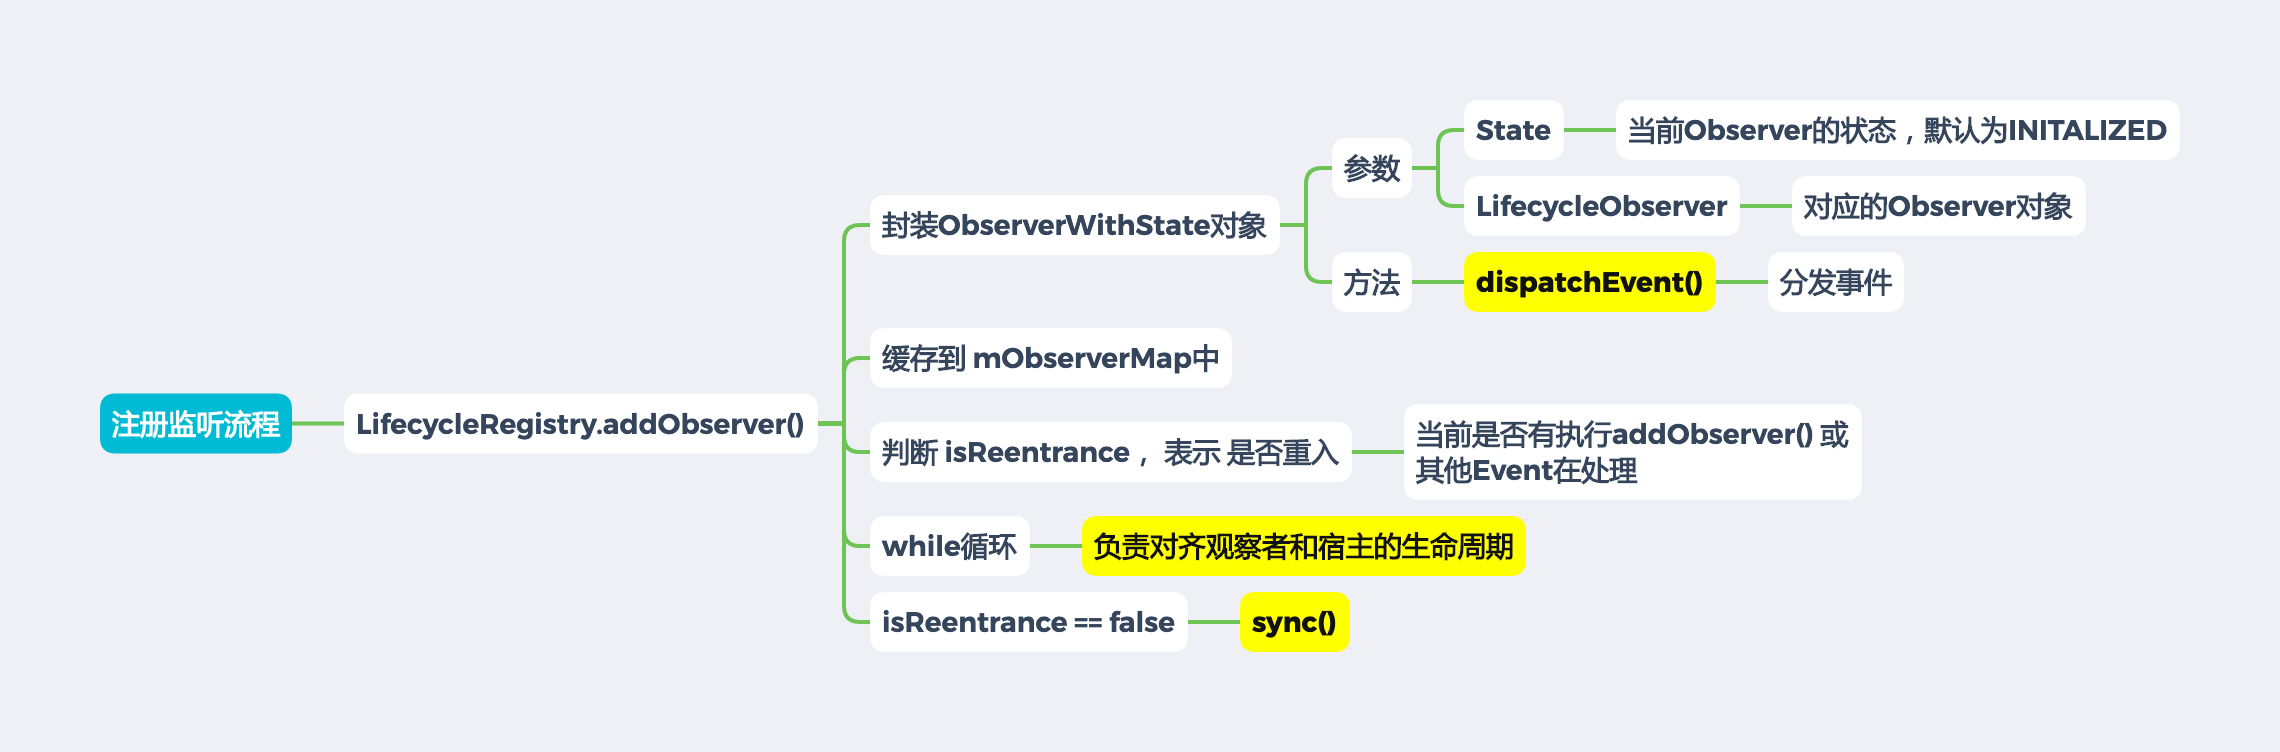 注册监听流程
LifecycleRegistry.addObserver()
封装ObserverWithState对象
参数
State
当前Observer的状态，默认为INITALIZED
LifecycleObserver
对应的Observer对象
方法
dispatchEvent()
分发事件
缓存到 mObserverMap中
判断 isReentrance， 表示 是否重入
当前是否有执行addObserver() 或
其他Event在处理
while循环
负责对齐观察者和宿主的生命周期
isReentrance == false
sync()